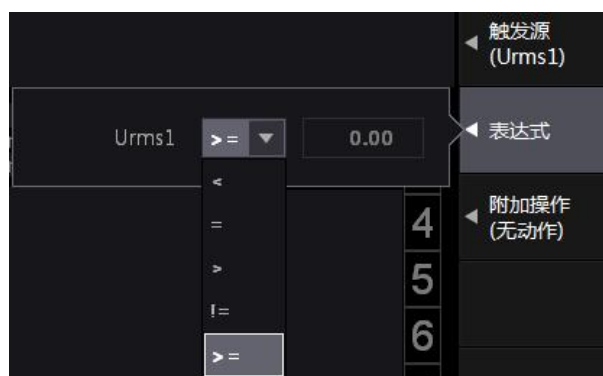 触发源
(Urms1)
Urms1 >= 0.00
表达式
<
=
>
!=
>=
附加操作
(无动作)
4
5
6